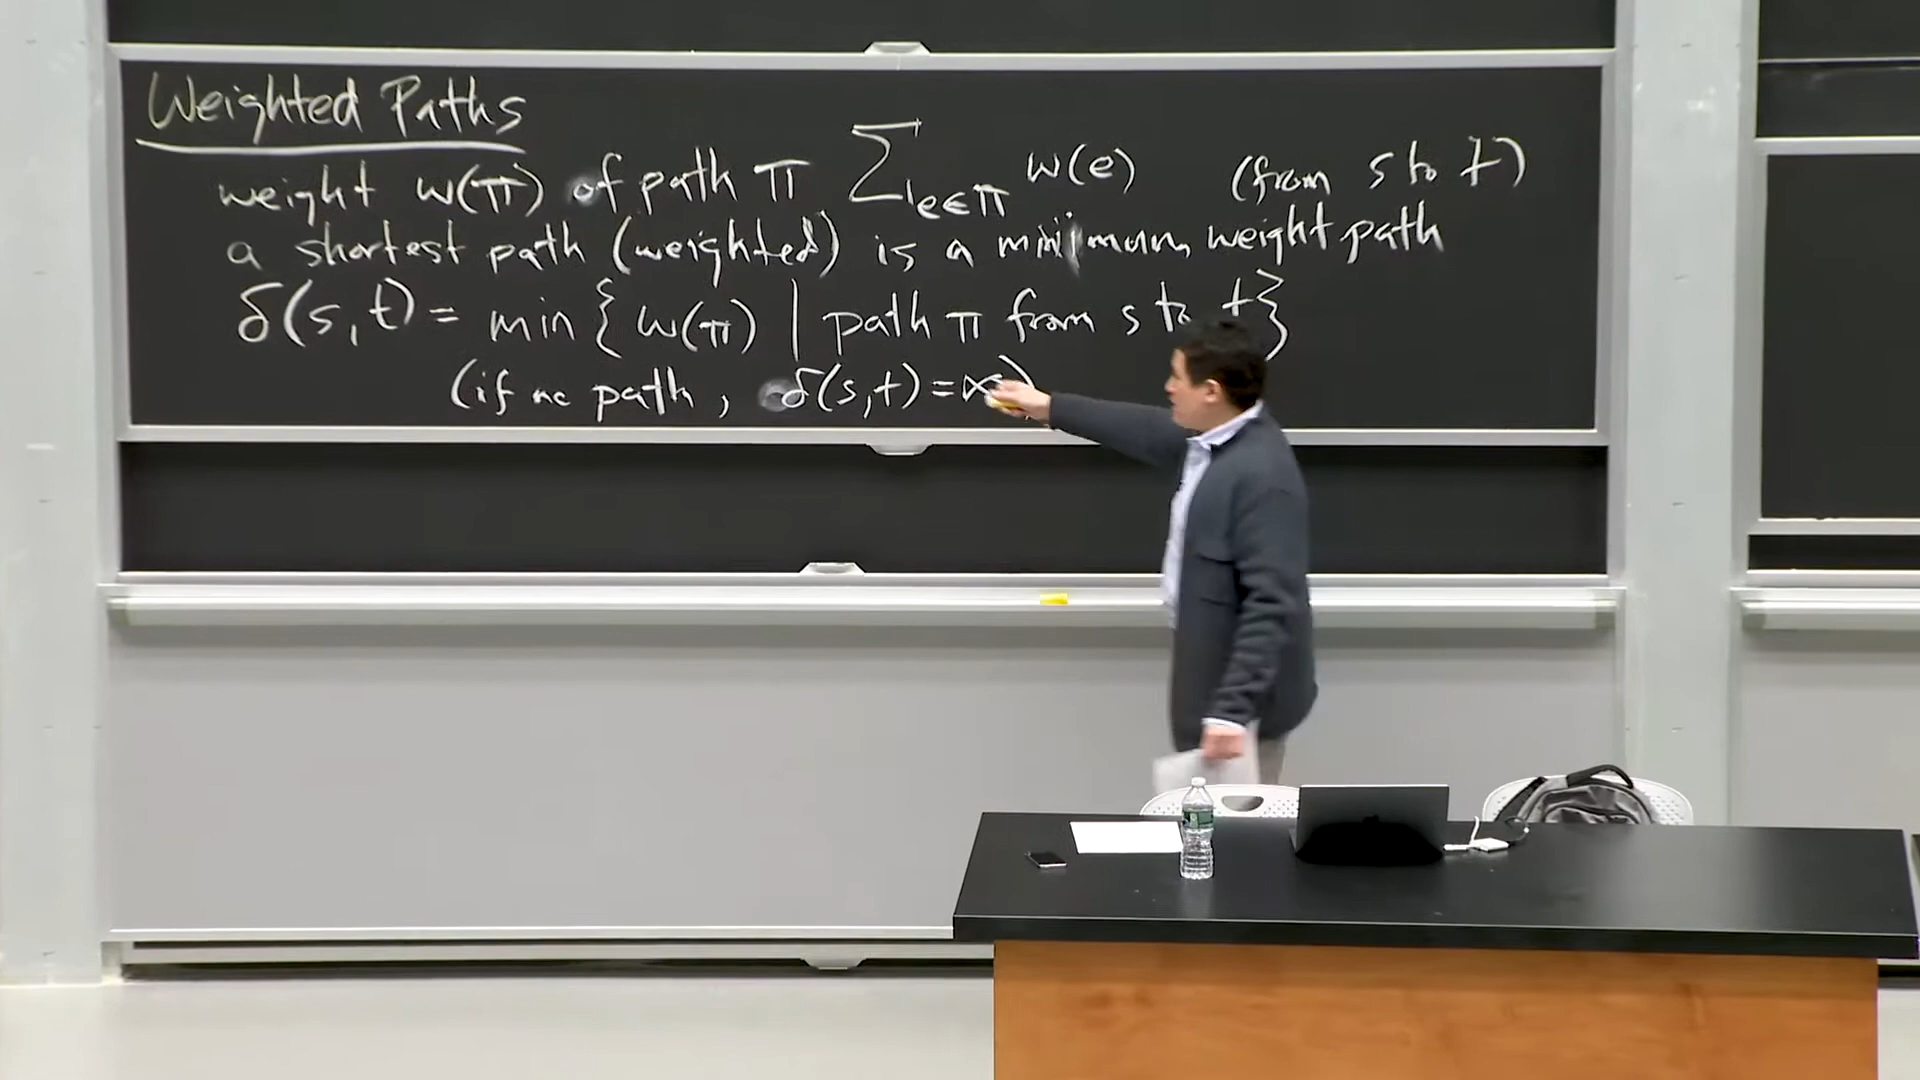 Weighted Paths
weight w(π) of path π ∑e∈π w(e) (from s to t)
a shortest path (weighted) is a minimum weight path
δ(s,t) = min { w(π) | path π from s to t }
(if no path, δ(s,t) = ∞)